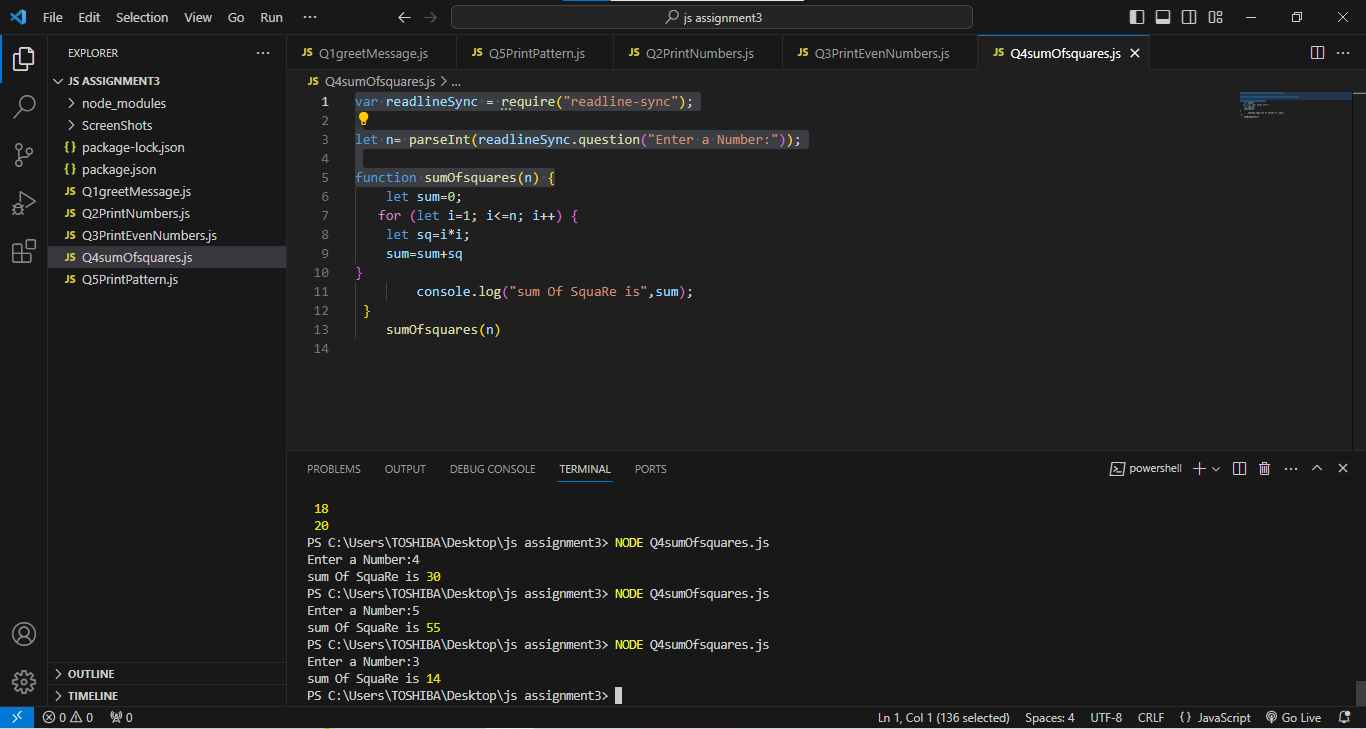 File Edit Selection View Go Run ··· js assignment3
EXPLORER ···
JS ASSIGNMENT3
node_modules
ScreenShots
{} package-lock.json
{} package.json
JS Q1greetMessage.js
JS Q2PrintNumbers.js
JS Q3PrintEvenNumbers.js
JS Q4sumOfsquares.js
JS Q5PrintPattern.js
OUTLINE
TIMELINE
JS Q1greetMessage.js JS Q5PrintPattern.js JS Q2PrintNumbers.js JS Q3PrintEvenNumbers.js JS Q4sumOfsquares.js
JS Q4sumOfsquares.js > ...
1 var readlineSync = require("readline-sync");
2
3 let n= parseInt(readlineSync.question("Enter a Number:"));
4
5 function sumOfsquares(n) {
6 let sum=0;
7 for (let i=1; i<=n; i++) {
8 let sq=i*i;
9 sum=sum+sq
10 }
11 console.log("sum Of SquaRe is",sum);
12 }
13 sumOfsquares(n)
14
PROBLEMS OUTPUT DEBUG CONSOLE TERMINAL PORTS powershell
18
20
PS C:\Users\TOSHIBA\Desktop\js assignment3> NODE Q4sumOfsquares.js
Enter a Number:4
sum Of SquaRe is 30
PS C:\Users\TOSHIBA\Desktop\js assignment3> NODE Q4sumOfsquares.js
Enter a Number:5
sum Of SquaRe is 55
PS C:\Users\TOSHIBA\Desktop\js assignment3> NODE Q4sumOfsquares.js
Enter a Number:3
sum Of SquaRe is 14
PS C:\Users\TOSHIBA\Desktop\js assignment3>
0 0 0 Ln 1, Col 1 (136 selected) Spaces: 4 UTF-8 CRLF {} JavaScript Go Live